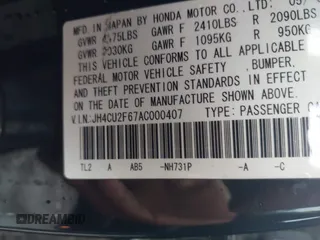 MFD. IN JAPAN BY HONDA MOTOR CO.
GVWR GAWR F 2410LBS R 2090LBS
GVWR 2030KG GAWR F 1095KG R 950KG
THIS VEHICLE CONFORMS TO ALL APPLICABLE
FEDERAL MOTOR VEHICLE SAFETY, BUMPER,
AND THEFT PREVENTION STANDARDS IN EFFECT
ON THE DATE OF MANUFACTURE SHOWN ABOVE.
V.I.N.:JH4CU2F67AC000407 TYPE: PASSENGER
TL2 A AB5 -NH731P -A -C
DREAMBID